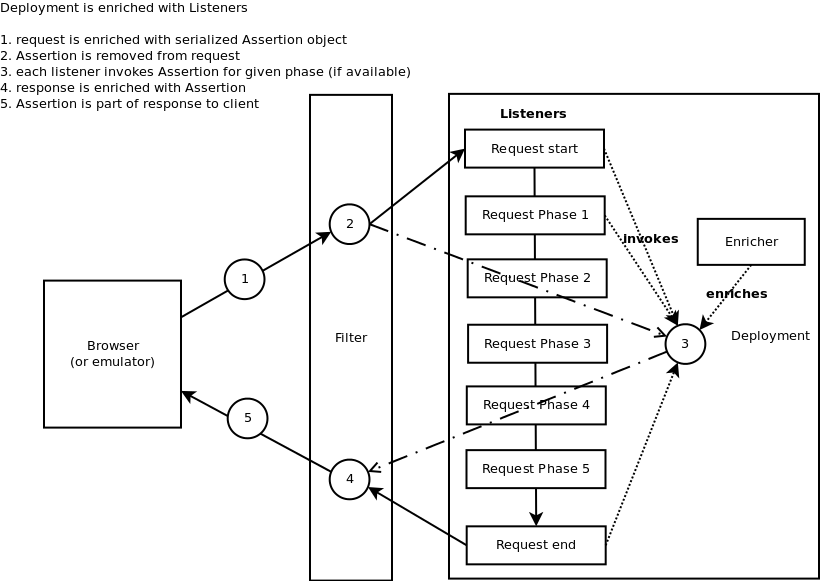 Deployment is enriched with Listeners
1. request is enriched with serialized Assertion object
2. Assertion is removed from request
3. each listener invokes Assertion for given phase (if available)
4. response is enriched with Assertion
5. Assertion is part of response to client
Listeners
Request start
Request Phase 1
2
invokes
Enricher
1
Request Phase 2
enriches
Filter
Browser
(or emulator)
Request Phase 3
3
Deployment
Request Phase 4
5
Request Phase 5
4
Request end